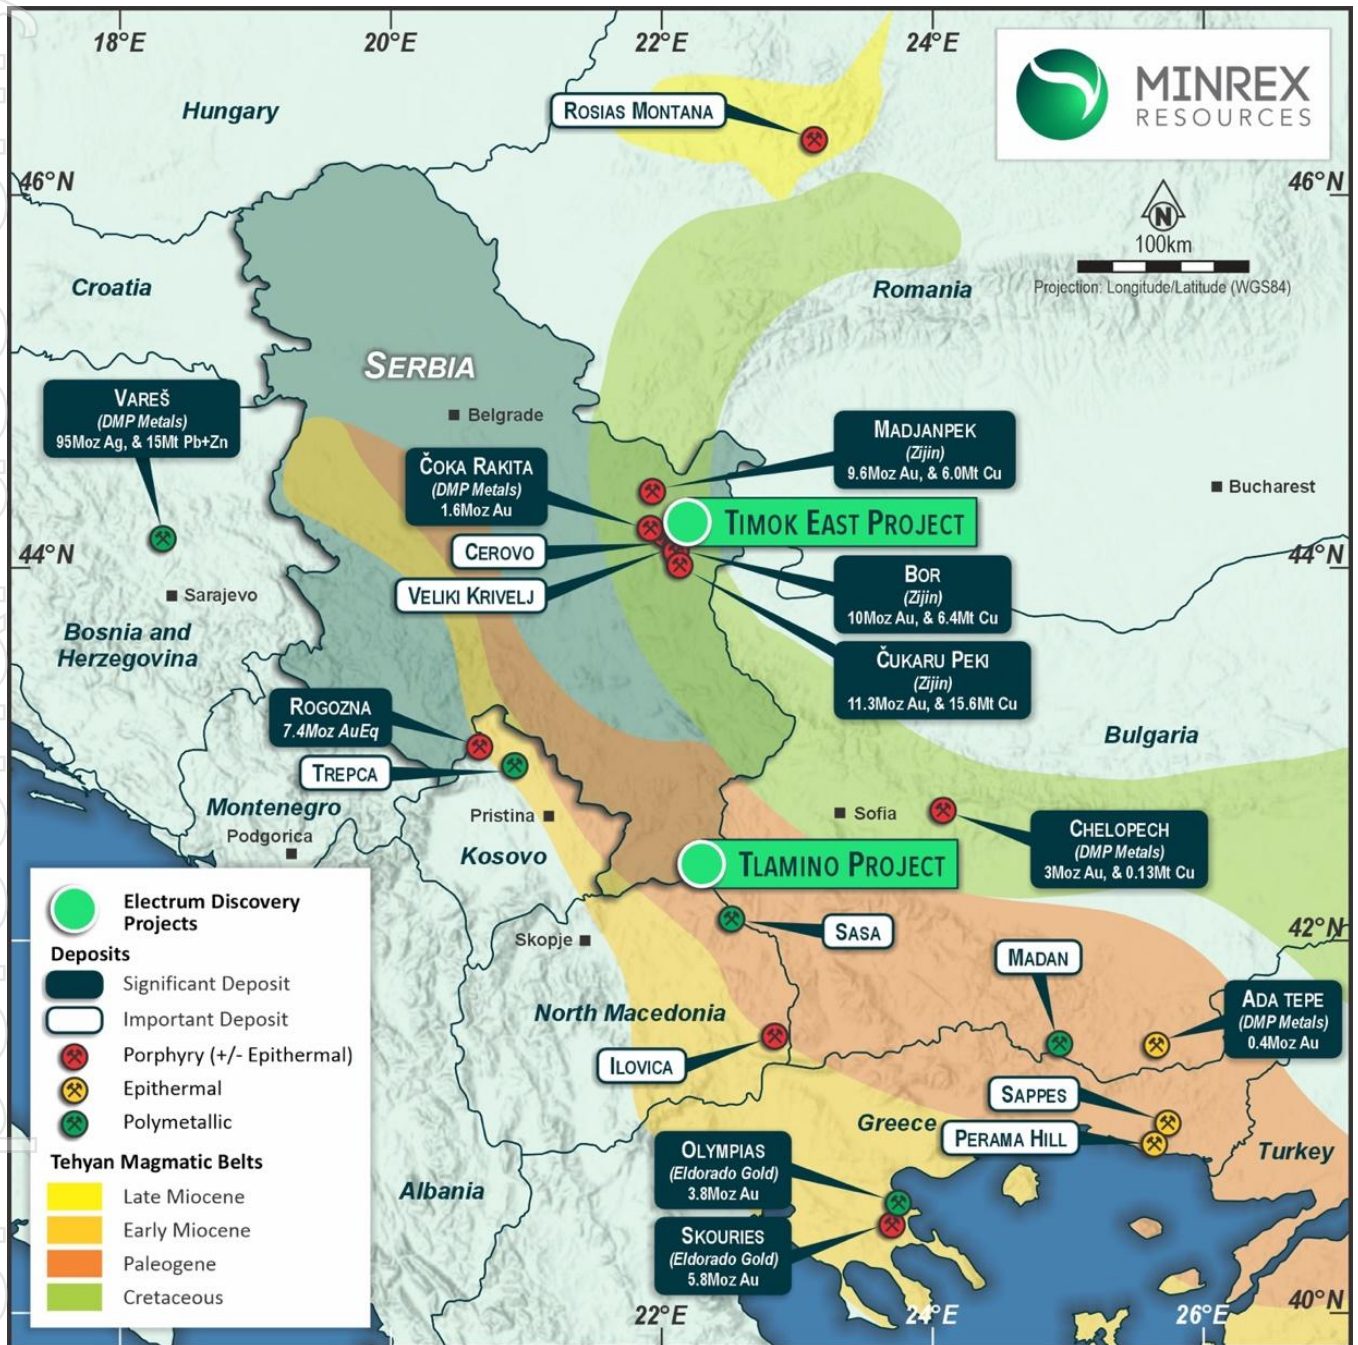 18°E 20°E 22°E 24°E
MINREX
RESOURCES
Hungary
ROSIAS MONTANA
46°N 46°N
N
100km
Projection: Longitude/Latitude (WGS84)
Croatia
Romania
SERBIA
Belgrade
VAREŠ
(DMP Metals)
95Moz Ag, & 15Mt Pb+Zn
MADJANPEK
(Zijin)
9.6Moz Au, & 6.0Mt Cu
ČOKA RAKITA
(DMP Metals)
1.6Moz Au
Bucharest
TIMOK EAST PROJECT
CEROVO
44°N 44°N
VELIKI KRIVELJ
BOR
(Zijin)
10Moz Au, & 6.4Mt Cu
Sarajevo
Bosnia and
Herzegovina
ČUKARU PEKI
(Zijin)
11.3Moz Au, & 15.6Mt Cu
ROGOZNA
7.4Moz AuEq
Bulgaria
TREPCA
Montenegro
Podgorica
Pristina
Kosovo
Sofia
CHELOPECH
(DMP Metals)
3Moz Au, & 0.13Mt Cu
TLAMINO PROJECT
Skopje
SASA
42°N
MADAN
North Macedonia
ADA TEPE
(DMP Metals)
0.4Moz Au
ILOVICA
SAPPES
Greece
PERAMA HILL
Turkey
OLYMPIAS
(Eldorado Gold)
3.8Moz Au
Albania
SKOURIES
(Eldorado Gold)
5.8Moz Au
22°E 24°E 26°E
40°N
Electrum Discovery
Projects
Deposits
Significant Deposit
Important Deposit
Porphyry (+/- Epithermal)
Epithermal
Polymetallic
Tehyan Magmatic Belts
Late Miocene
Early Miocene
Paleogene
Cretaceous